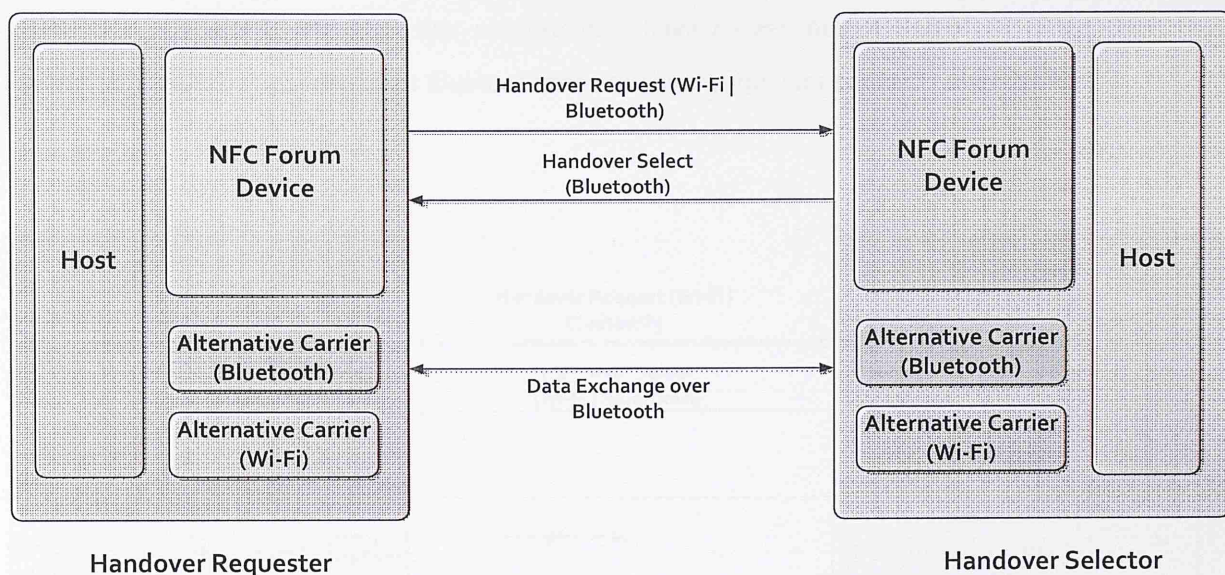 Handover Request (Wi-Fi |
Bluetooth)
NFC Forum
Device
Host
Handover Select
(Bluetooth)
NFC Forum
Device
Host
Alternative Carrier
(Bluetooth)
Alternative Carrier
(Wi-Fi)
Data Exchange over
Bluetooth
Alternative Carrier
(Bluetooth)
Alternative Carrier
(Wi-Fi)
Handover Requester
Handover Selector